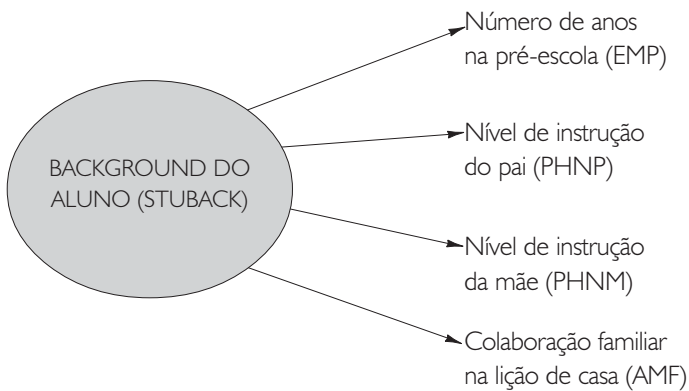 Número de anos
na pré-escola (EMP)
BACKGROUND DO
ALUNO (STUBACK)
Nível de instrução
do pai (PHNP)
Nível de instrução
da mãe (PHNM)
Colaboração familiar
na lição de casa (AMF)